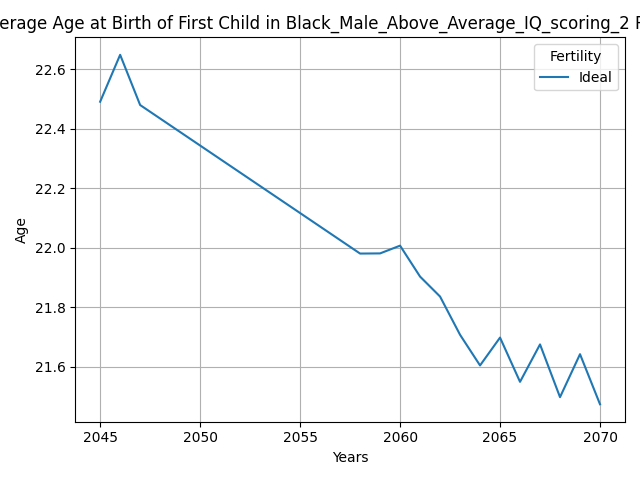 erage Age at Birth of First Child in Black_Male_Above_Average_IQ_scoring_2
Fertility
Ideal
22.6
22.4
22.2
22.0
21.8
21.6
Age
2045 2050 2055 2060 2065 2070
Years